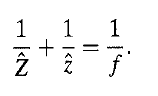 1/Ẑ + 1/ẑ = 1/f.